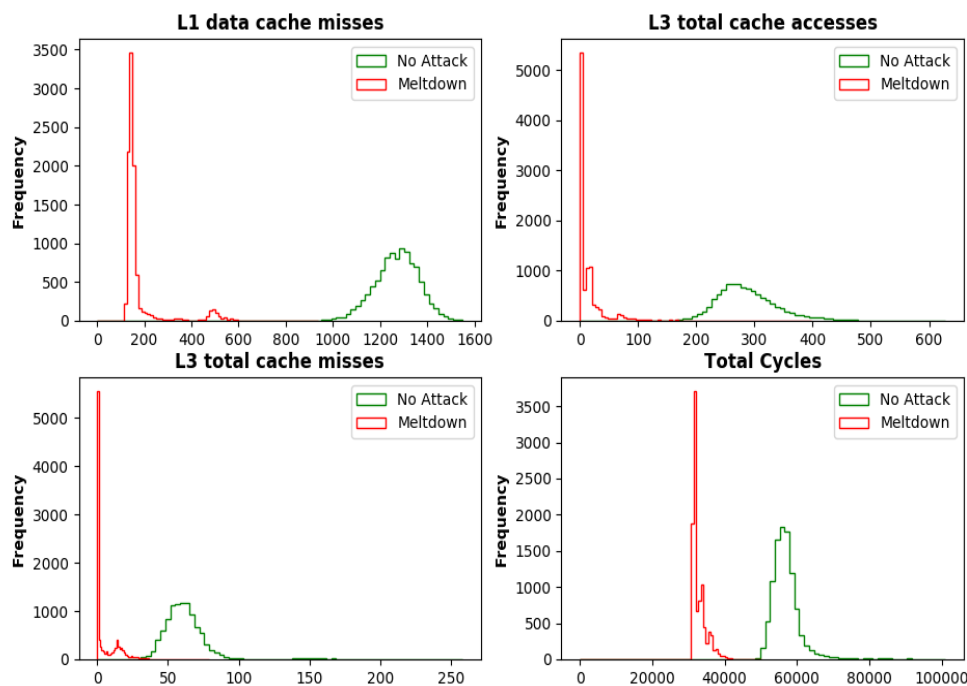 L1 data cache misses
Frequency
3500
3000
2500
2000
1500
1000
500
0
0 200 400 600 800 1000 1200 1400 1600
No Attack
Meltdown
L3 total cache accesses
Frequency
5000
4000
3000
2000
1000
0
0 100 200 300 400 500 600
No Attack
Meltdown
L3 total cache misses
Frequency
5000
4000
3000
2000
1000
0
0 50 100 150 200 250
No Attack
Meltdown
Total Cycles
Frequency
3500
3000
2500
2000
1500
1000
500
0
0 20000 40000 60000 80000 100000
No Attack
Meltdown